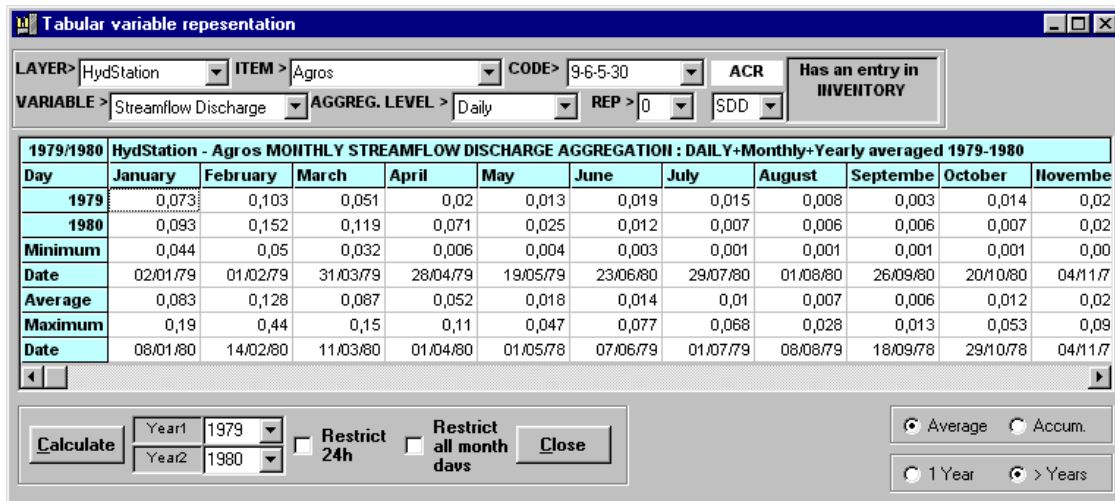 Tabular variable repesentation
LAYER> HydStation ITEM > Agros CODE> 9-6-5-30 ACR Has an entry in INVENTORY
VARIABLE > Streamflow Discharge AGGREG. LEVEL > Daily REP > 0 SDD
1979/1980 HydStation - Agros MONTHLY STREAMFLOW DISCHARGE AGGREGATION : DAILY+Monthly+Yearly averaged 1979-1980
Day January February March April May June July August Septembe October Novembe
1979 0,073 0,103 0,051 0,02 0,013 0,019 0,015 0,008 0,003 0,014 0,02
1980 0,093 0,152 0,119 0,071 0,025 0,012 0,007 0,006 0,006 0,007 0,02
Minimum 0,044 0,05 0,032 0,006 0,004 0,003 0,001 0,001 0,001 0,001 0,00
Date 02/01/79 01/02/79 31/03/79 28/04/79 19/05/79 23/06/80 29/07/80 01/08/80 26/09/80 20/10/80 04/11/7
Average 0,083 0,128 0,087 0,052 0,018 0,014 0,01 0,007 0,006 0,012 0,02
Maximum 0,19 0,44 0,15 0,11 0,047 0,077 0,068 0,028 0,013 0,053 0,09
Date 08/01/80 14/02/80 11/03/80 01/04/80 01/05/78 07/06/79 01/07/79 08/08/79 18/09/78 29/10/78 04/11/7
Calculate
Year1 1979
Year2 1980
Restrict 24h
Restrict all month days
Close
Average Accum.
1 Year > Years